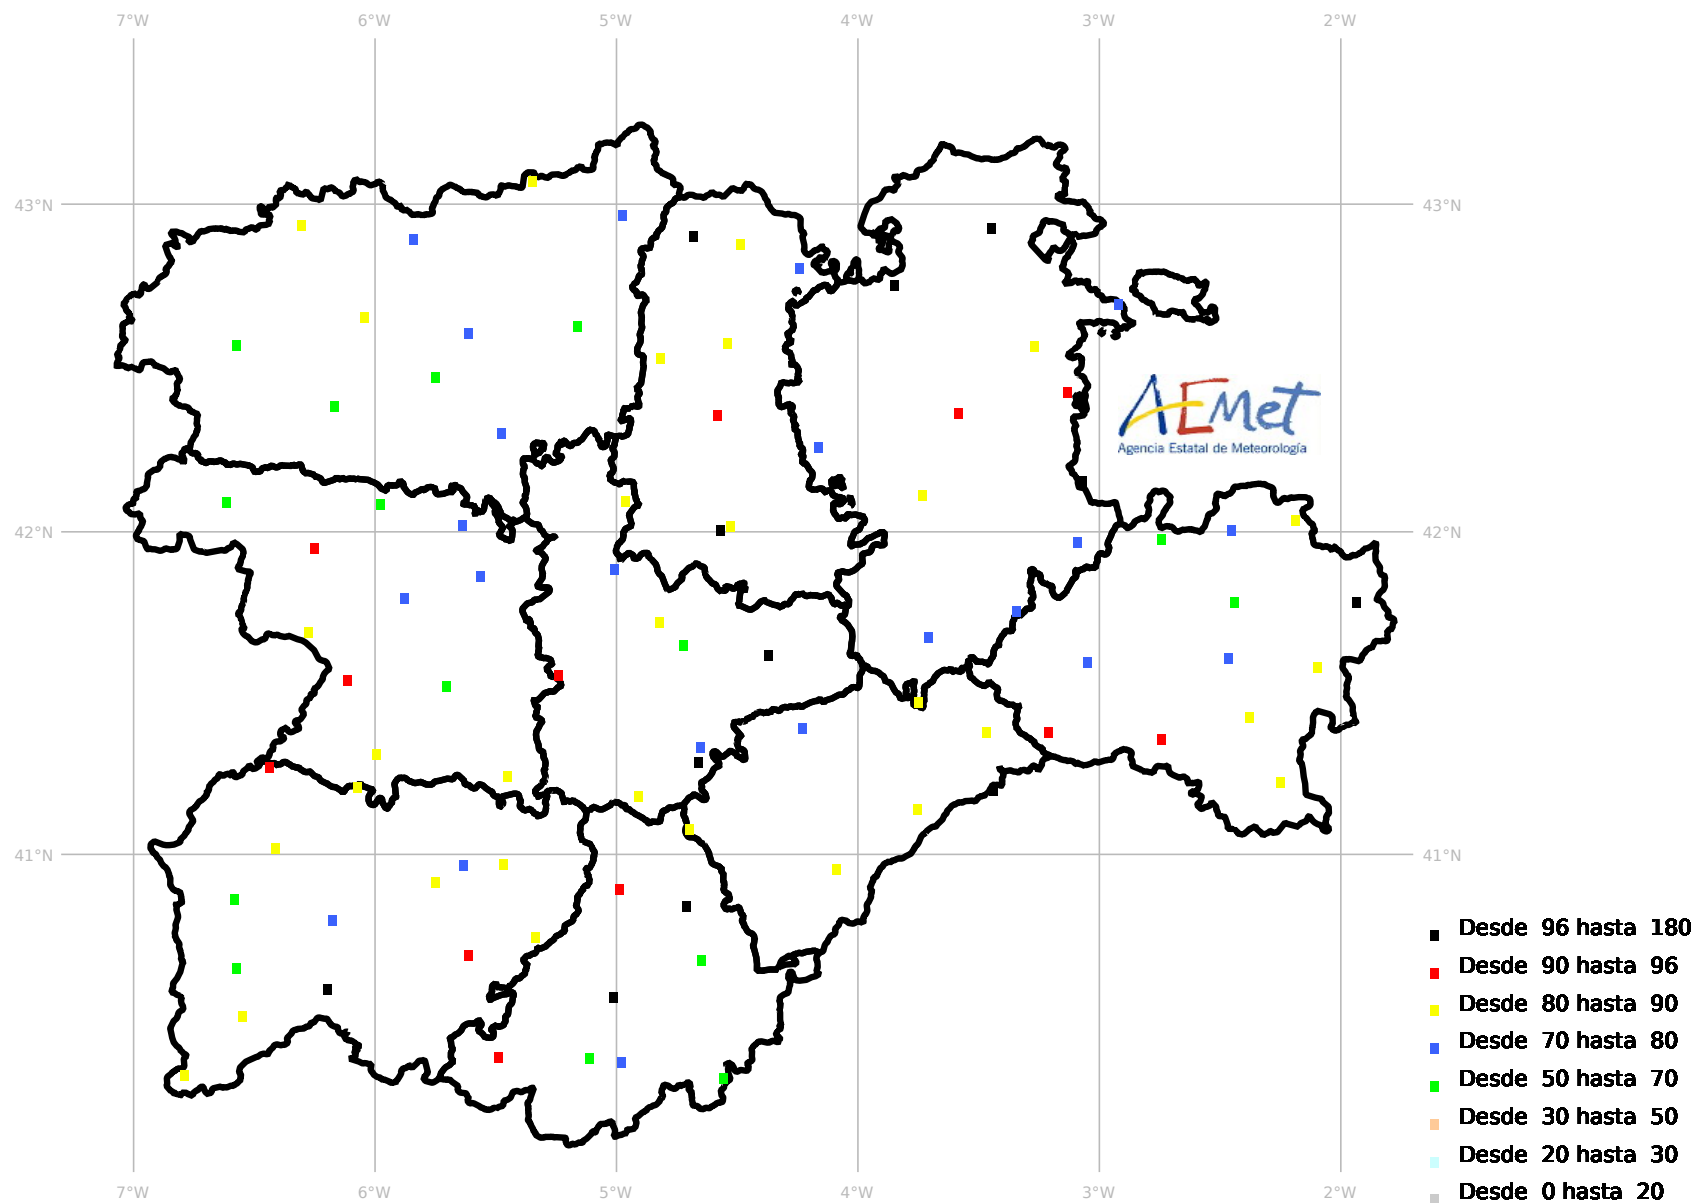 7°W 6°W 5°W 4°W 3°W 2°W
43°N 43°N
AEMet
Agencia Estatal de Meteorología
42°N 42°N
41°N 41°N
Desde 96 hasta 180
Desde 90 hasta 96
Desde 80 hasta 90
Desde 70 hasta 80
Desde 50 hasta 70
Desde 30 hasta 50
Desde 20 hasta 30
Desde 0 hasta 20
7°W 6°W 5°W 4°W 3°W 2°W